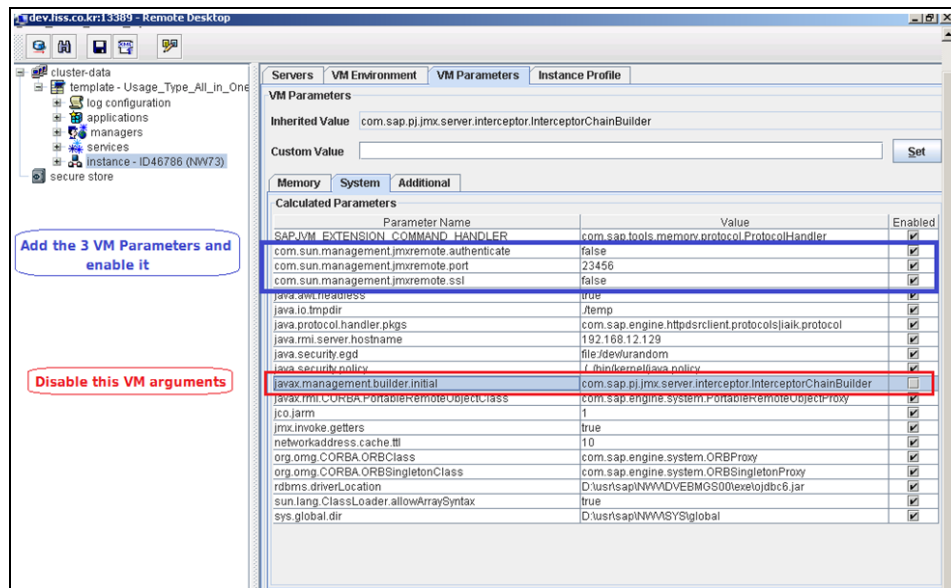 dev.liss.co.kr:13389 - Remote Desktop
cluster-data
template - Usage_Type_All_in_One
log configuration
applications
managers
services
instance - ID46786 (NW73)
secure store
Add the 3 VM Parameters and
enable it
Disable this VM arguments
Servers VM Environment VM Parameters Instance Profile
VM Parameters
Inherited Value com.sap.pj.jmx.server.interceptor.InterceptorChainBuilder
Custom Value Set
Memory System Additional
Calculated Parameters
Parameter Name Value Enabled
SAPJVM_EXTENSION_COMMAND_HANDLER com.sap.tools.memory.protocol.ProtocolHandler
com.sun.management.jmxremote.authenticate false
com.sun.management.jmxremote.port 23456
com.sun.management.jmxremote.ssl false
java.awt.headless true
java.io.tmpdir ./temp
java.protocol.handler.pkgs com.sap.engine.httpdsrclient.protocols|iaik.protocol
java.rmi.server.hostname 192.168.12.129
java.security.egd file:/dev/urandom
java.security.policy
javax.management.builder.initial com.sap.pj.jmx.server.interceptor.InterceptorChainBuilder
javax.rmi.CORBA.PortableRemoteObjectClass com.sap.engine.system.PortableRemoteObjectProxy
jco.jarm 1
jmx.invoke.getters true
networkaddress.cache.ttl 10
org.omg.CORBA.ORBClass com.sap.engine.system.ORBProxy
org.omg.CORBA.ORBSingletonClass com.sap.engine.system.ORBSingletonProxy
rdbms.driverLocation
sun.lang.ClassLoader.allowArraySyntax true
sys.global.dir